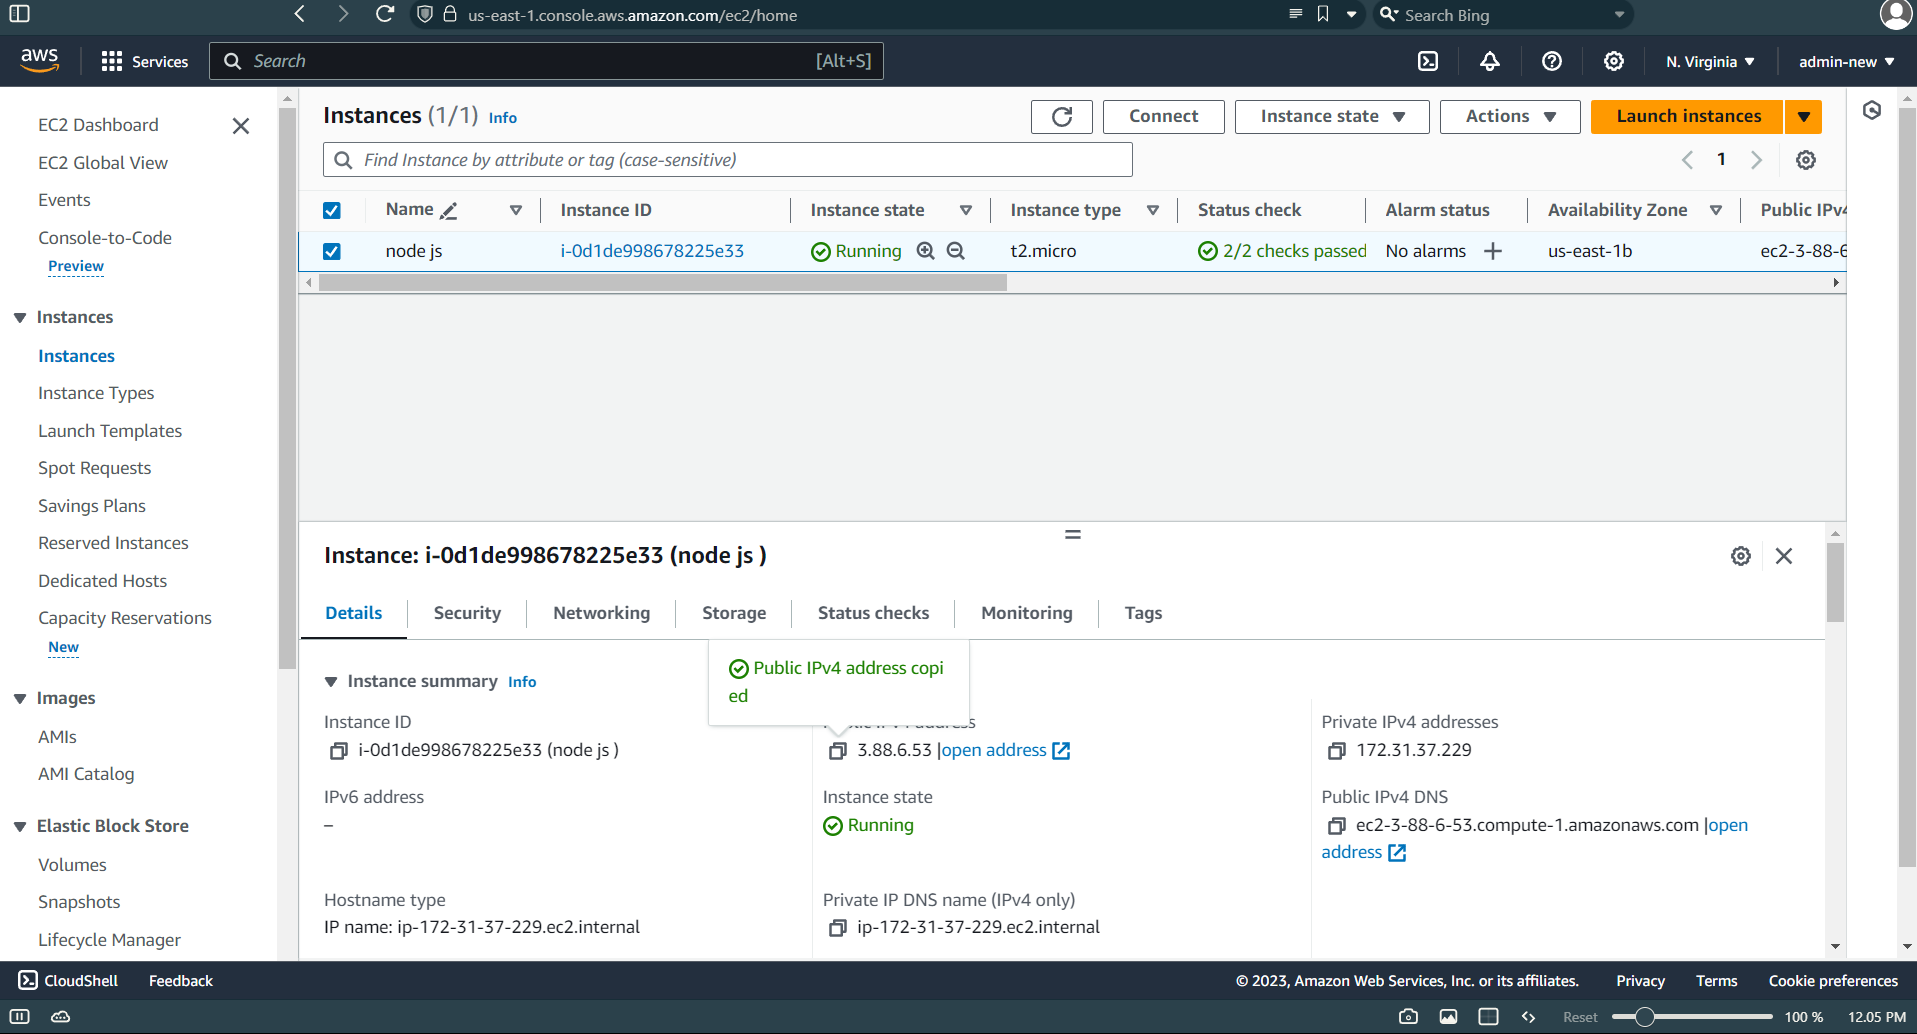 us-east-1.console.aws.amazon.com/ec2/home
Search Bing
aws
Services
Search
[Alt+S]
N. Virginia
admin-new
EC2 Dashboard
EC2 Global View
Events
Console-to-Code
Preview
Instances
Instances
Instance Types
Launch Templates
Spot Requests
Savings Plans
Reserved Instances
Dedicated Hosts
Capacity Reservations
New
Images
AMIs
AMI Catalog
Elastic Block Store
Volumes
Snapshots
Lifecycle Manager
Instances (1/1) Info
Connect
Instance state
Actions
Launch instances
Find Instance by attribute or tag (case-sensitive)
1
Name
Instance ID
Instance state
Instance type
Status check
Alarm status
Availability Zone
Public IPv4
node js
i-0d1de998678225e33
Running
t2.micro
2/2 checks passed
No alarms
us-east-1b
ec2-3-88-6
Instance: i-0d1de998678225e33 (node js )
Details
Security
Networking
Storage
Status checks
Monitoring
Tags
Public IPv4 address copi
ed
Instance summary Info
Instance ID
i-0d1de998678225e33 (node js )
Public IPv4 address
3.88.6.53 |open address
Private IPv4 addresses
172.31.37.229
IPv6 address
–
Instance state
Running
Public IPv4 DNS
ec2-3-88-6-53.compute-1.amazonaws.com |open
address
Hostname type
IP name: ip-172-31-37-229.ec2.internal
Private IP DNS name (IPv4 only)
ip-172-31-37-229.ec2.internal
CloudShell
Feedback
© 2023, Amazon Web Services, Inc. or its affiliates.
Privacy
Terms
Cookie preferences
Reset
100 %
12.05 PM